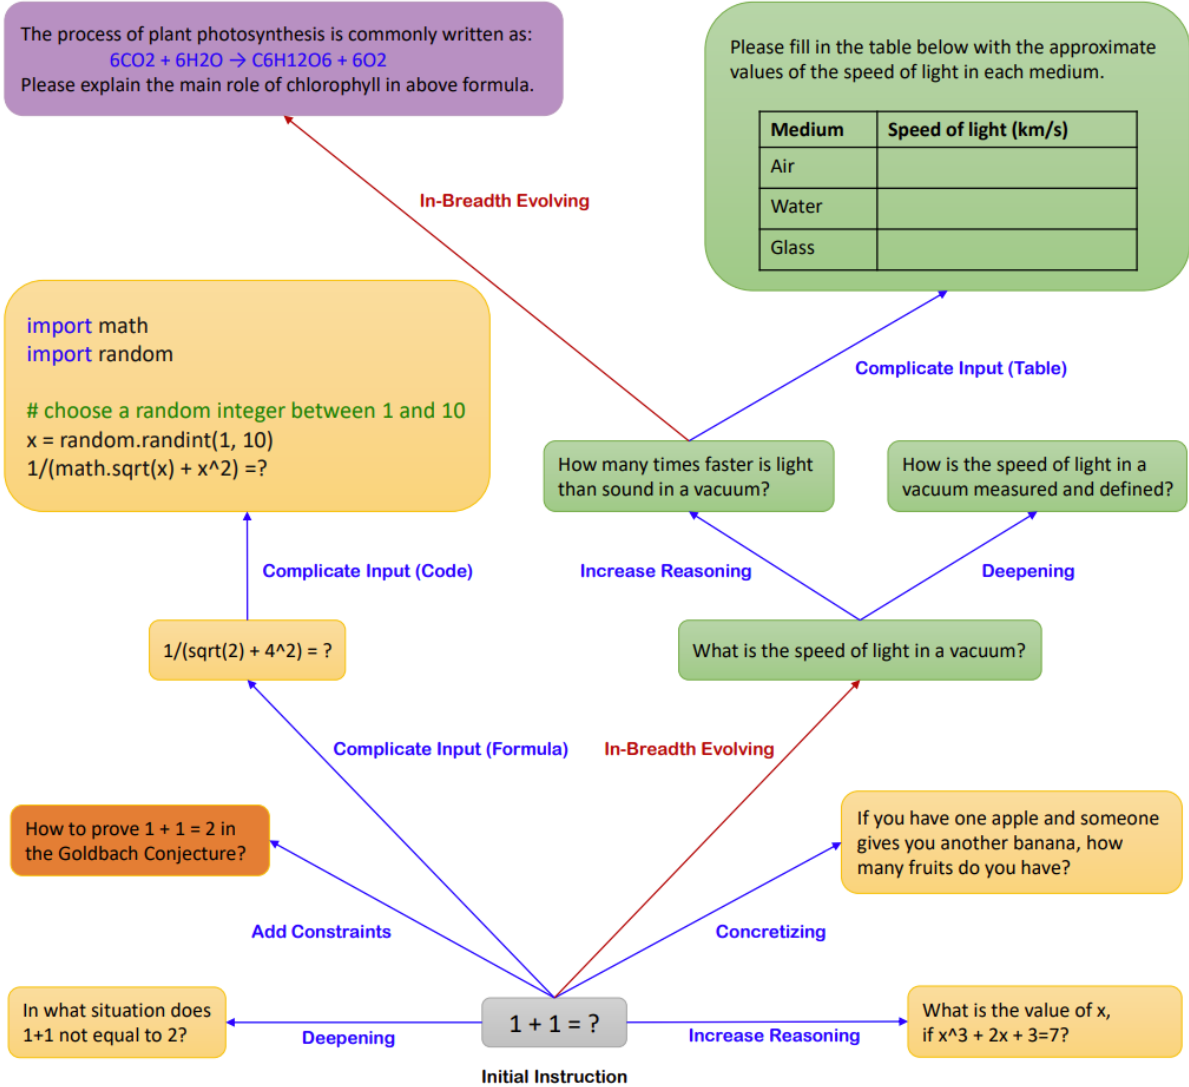 The process of plant photosynthesis is commonly written as:
6CO2 + 6H2O → C6H12O6 + 6O2
Please explain the main role of chlorophyll in above formula.
Please fill in the table below with the approximate
values of the speed of light in each medium.
Medium Speed of light (km/s)
Air
Water
Glass
In-Breadth Evolving
import math
import random
# choose a random integer between 1 and 10
x = random.randint(1, 10)
1/(math.sqrt(x) + x^2) =?
Complicate Input (Table)
How many times faster is light
than sound in a vacuum?
How is the speed of light in a
vacuum measured and defined?
Complicate Input (Code)
Increase Reasoning
Deepening
1/(sqrt(2) + 4^2) = ?
What is the speed of light in a vacuum?
Complicate Input (Formula)
In-Breadth Evolving
How to prove 1 + 1 = 2 in
the Goldbach Conjecture?
If you have one apple and someone
gives you another banana, how
many fruits do you have?
Add Constraints
Concretizing
In what situation does
1+1 not equal to 2?
Deepening
1 + 1 = ?
Increase Reasoning
What is the value of x,
if x^3 + 2x + 3=7?
Initial Instruction